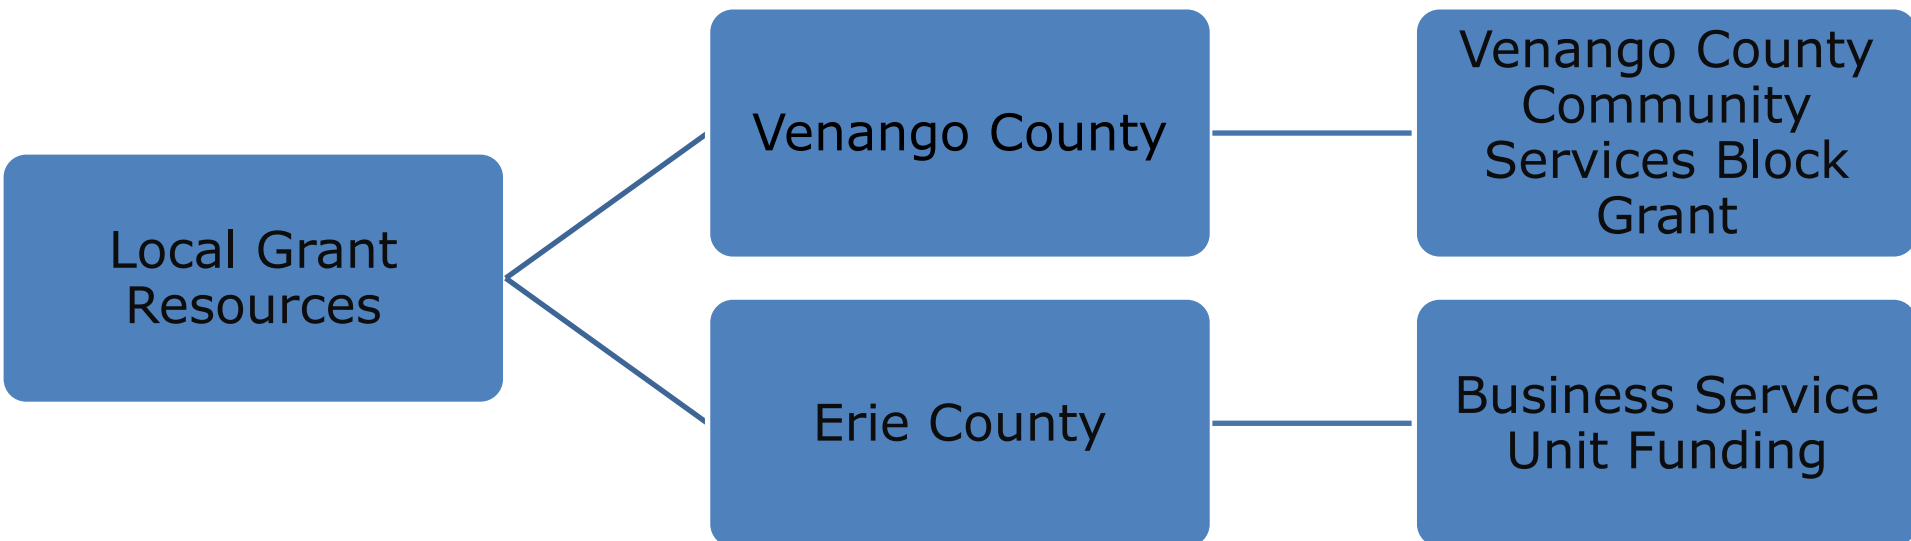 Local Grant
Resources
Venango County
Venango County
Community
Services Block
Grant
Erie County
Business Service
Unit Funding